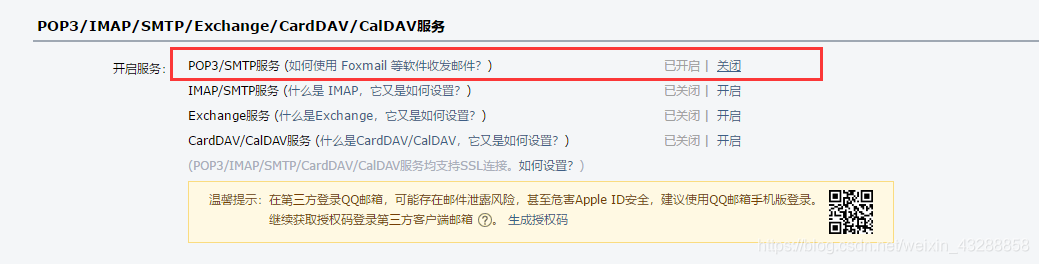 POP3/IMAP/SMTP/Exchange/CardDAV/CalDAV服务
开启服务： POP3/SMTP服务 (如何使用 Foxmail 等软件收发邮件？) 已开启 | 关闭
IMAP/SMTP服务 (什么是 IMAP，它又是如何设置？) 已关闭 | 开启
Exchange服务 (什么是Exchange，它又是如何设置？) 已关闭 | 开启
CardDAV/CalDAV服务 (什么是CardDAV/CalDAV，它又是如何设置？) 已关闭 | 开启
(POP3/IMAP/SMTP/CardDAV/CalDAV服务均支持SSL连接。如何设置？)
温馨提示：在第三方登录QQ邮箱，可能存在邮件泄露风险，甚至危害Apple ID安全，建议使用QQ邮箱手机版登录。
继续获取授权码登录第三方客户端邮箱 ?。 生成授权码
https://blog.csdn.net/weixin_43288858